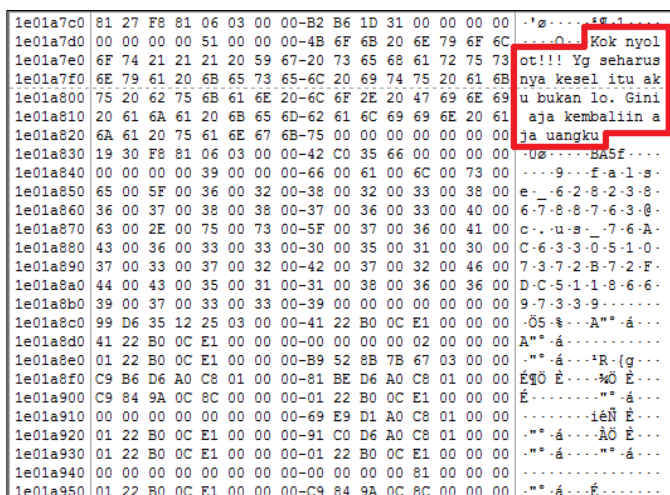 1e01a7c0 81 27 F8 81 06 03 00 00-B2 B6 1D 31 00 00 00 00 ·'ø·····²¶·1····
1e01a7d0 00 00 00 00 51 00 00 00-4B 6F 6B 20 6E 79 6F 6C ····Q···Kok nyol
1e01a7e0 6F 74 21 21 21 20 59 67-20 73 65 68 61 72 75 73 ot!!! Yg seharus
1e01a7f0 6E 79 61 20 6B 65 73 65-6C 20 69 74 75 20 61 6B nya kesel itu ak
1e01a800 75 20 62 75 6B 61 6E 20-6C 6F 2E 20 47 69 6E 69 u bukan lo. Gini
1e01a810 20 61 6A 61 20 6B 65 6D-62 61 6C 69 69 6E 20 61  aja kembaliin a
1e01a820 6A 61 20 75 61 6E 67 6B-75 00 00 00 00 00 00 00 ja uangku·······
1e01a830 19 30 F8 81 06 03 00 00-42 C0 35 66 00 00 00 00 ·0ø·····BÀ5f····
1e01a840 00 00 00 00 39 00 00 00-66 00 61 00 6C 00 73 00 ····9···f·a·l·s·
1e01a850 65 00 5F 00 36 00 32 00-38 00 32 00 33 00 38 00 e·_·6·2·8·2·3·8·
1e01a860 36 00 37 00 38 00 38 00-37 00 36 00 33 00 40 00 6·7·8·8·7·6·3·@·
1e01a870 63 00 2E 00 75 00 73 00-5F 00 37 00 36 00 41 00 c·.·u·s·_·7·6·A·
1e01a880 43 00 36 00 33 00 33 00-30 00 35 00 31 00 30 00 C·6·3·3·0·5·1·0·
1e01a890 37 00 33 00 37 00 32 00-42 00 37 00 32 00 46 00 7·3·7·2·B·7·2·F·
1e01a8a0 44 00 43 00 35 00 31 00-31 00 38 00 36 00 36 00 D·C·5·1·1·8·6·6·
1e01a8b0 39 00 37 00 33 00 33 00-39 00 00 00 00 00 00 00 9·7·3·3·9·······
1e01a8c0 99 D6 35 12 25 03 00 00-41 22 B0 0C E1 00 00 00 ·Ö5·%···A"°·á···
1e01a8d0 41 22 B0 0C E1 00 00 00-00 00 00 00 02 00 00 00 A"°·á···········
1e01a8e0 01 22 B0 0C E1 00 00 00-B9 52 8B 7B 67 03 00 00 ·"°·á···¹R·{g···
1e01a8f0 C9 B6 D6 A0 C8 01 00 00-81 BE D6 A0 C8 01 00 00 É¶Ö È····¾Ö È···
1e01a900 C9 84 9A 0C 8C 00 00 00-01 22 B0 0C E1 00 00 00 É········"°·á···
1e01a910 00 00 00 00 00 00 00 00-69 E9 D1 A0 C8 01 00 00 ········iéÑ È···
1e01a920 01 22 B0 0C E1 00 00 00-91 C0 D6 A0 C8 01 00 00 ·"°·á····ÀÖ È···
1e01a930 01 22 B0 0C E1 00 00 00-01 22 B0 0C E1 00 00 00 ·"°·á····"°·á···
1e01a940 00 00 00 00 00 00 00 00-00 00 00 00 81 00 00 00 ················
1e01a950 01 22 B0 0C E1 00 00 00-C9 84 9A 0C 8C 00 00 00 ·"°·á···É·······